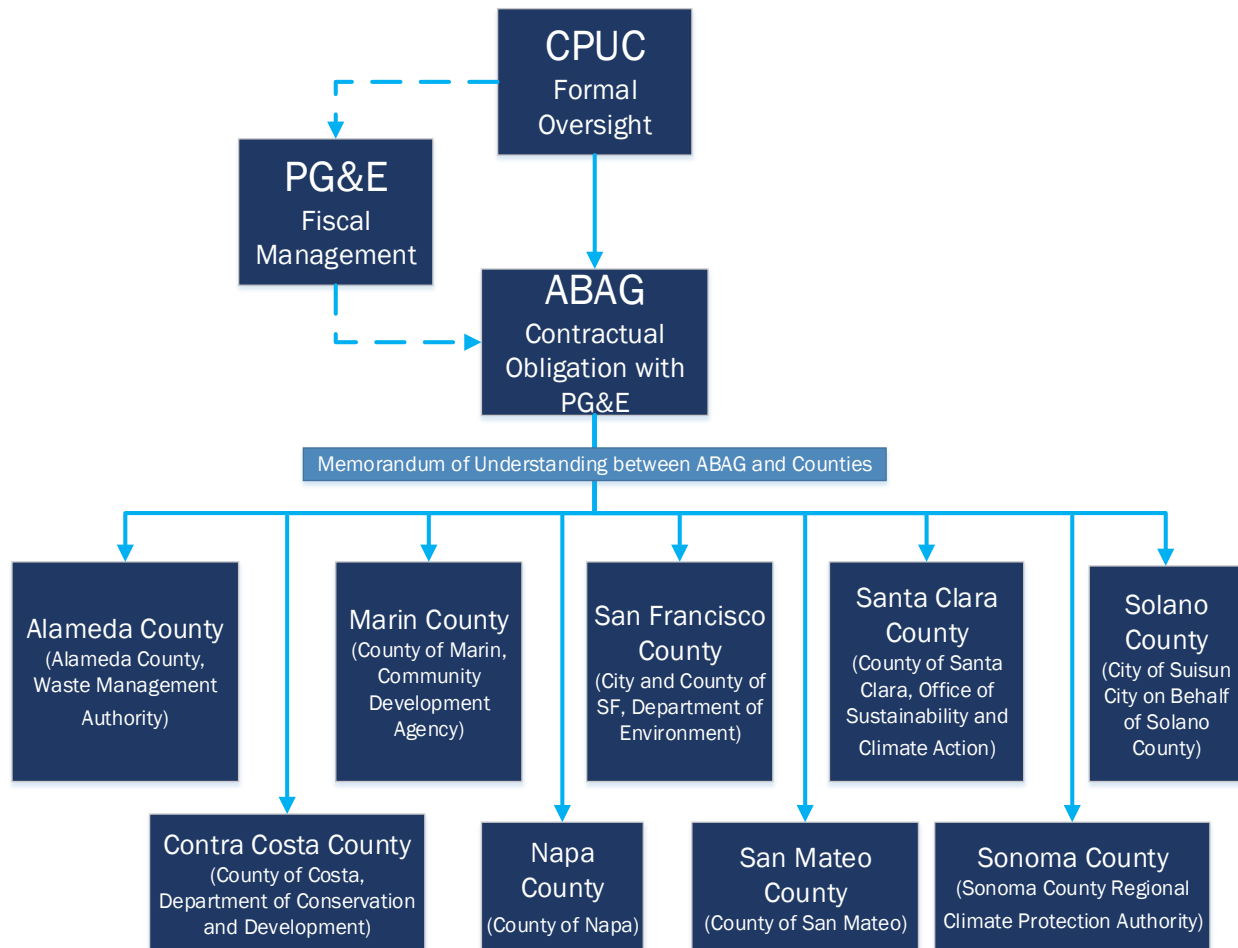 CPUC
Formal
Oversight
PG&E
Fiscal
Management
ABAG
Contractual
Obligation with
PG&E
Memorandum of Understanding between ABAG and Counties
Alameda County
(Alameda County,
Waste Management
Authority)
Marin County
(County of Marin,
Community
Development
Agency)
San Francisco
County
(City and County of
SF, Department of
Environment)
Santa Clara
County
(County of Santa
Clara, Office of
Sustainability and
Climate Action)
Solano
County
(City of Suisun
City on Behalf
of Solano
County)
Contra Costa County
(County of Costa,
Department of Conservation
and Development)
Napa
County
(County of Napa)
San Mateo
County
(County of San Mateo)
Sonoma County
(Sonoma County Regional
Climate Protection Authority)